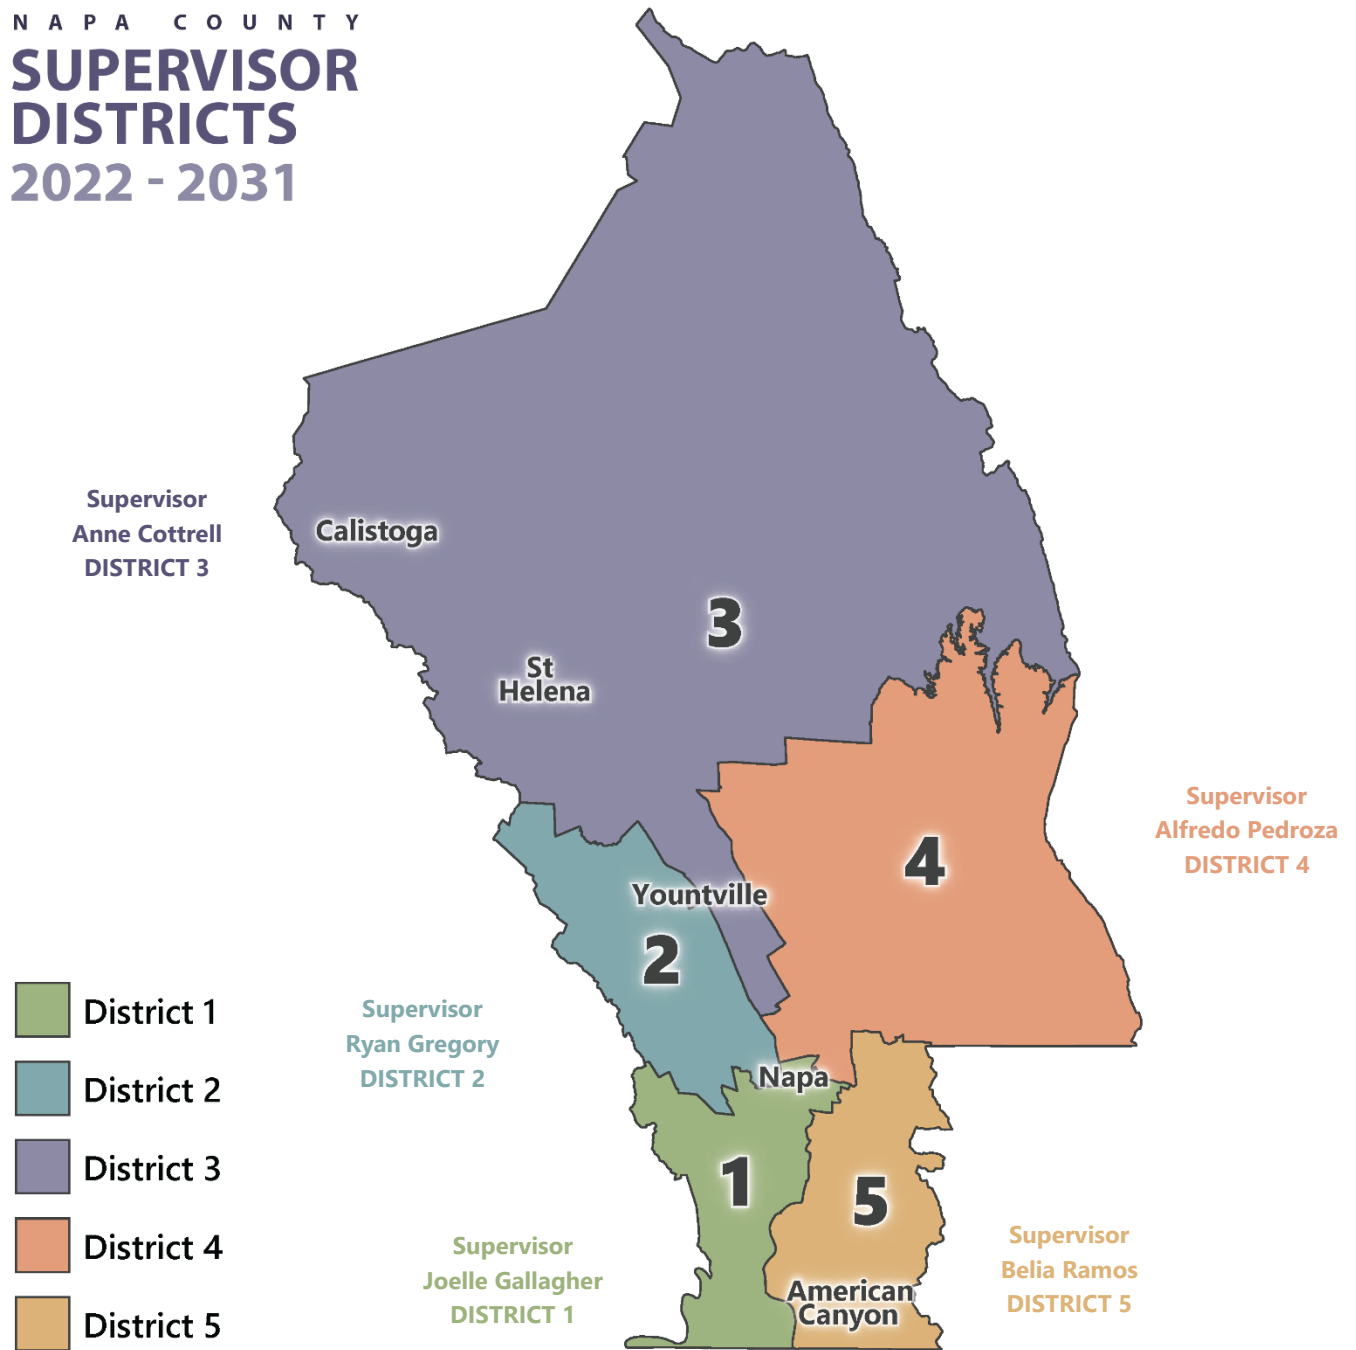 NAPA COUNTY
SUPERVISOR
DISTRICTS
2022 - 2031
Supervisor
Anne Cottrell
DISTRICT 3
Calistoga
3
St
Helena
Supervisor
Alfredo Pedroza
DISTRICT 4
4
Yountville
2
Supervisor
Ryan Gregory
DISTRICT 2
Napa
1
5
Supervisor
Joelle Gallagher
DISTRICT 1
American
Canyon
Supervisor
Belia Ramos
DISTRICT 5
District 1
District 2
District 3
District 4
District 5